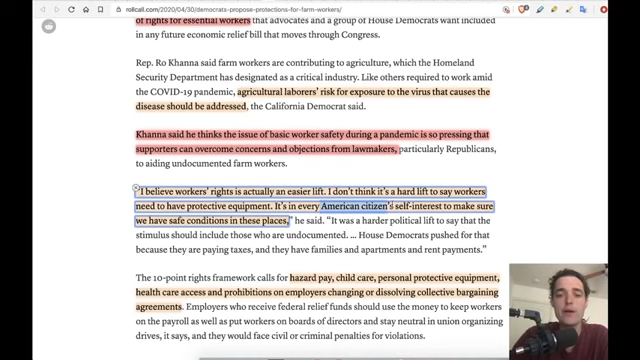 rollcall.com/2020/04/30/democrats-propose-protections-for-farm-workers/
of rights for essential workers that advocates and a group of House Democrats want included
in any future economic relief bill that moves through Congress.
Rep. Ro Khanna said farm workers are contributing to agriculture, which the Homeland
Security Department has designated as a critical industry. Like others required to work amid
the COVID-19 pandemic, agricultural laborers' risk for exposure to the virus that causes the
disease should be addressed, the California Democrat said.
Khanna said he thinks the issue of basic worker safety during a pandemic is so pressing that
supporters can overcome concerns and objections from lawmakers, particularly Republicans,
to aiding undocumented farm workers.
"I believe workers' rights is actually an easier lift. I don't think it's a hard lift to say workers
need to have protective equipment. It's in every American citizen's self-interest to make sure
we have safe conditions in these places," he said. "It was a harder political lift to say that the
stimulus should include those who are undocumented. … House Democrats pushed for that
because they are paying taxes, and they have families and apartments and rent payments."
The 10-point rights framework calls for hazard pay, child care, personal protective equipment,
health care access and prohibitions on employers changing or dissolving collective bargaining
agreements. Employers who receive federal relief funds should use the money to keep workers
on the payroll as well as put workers on boards of directors and stay neutral in union organizing
drives, it says, and they would face civil or criminal penalties for violations.